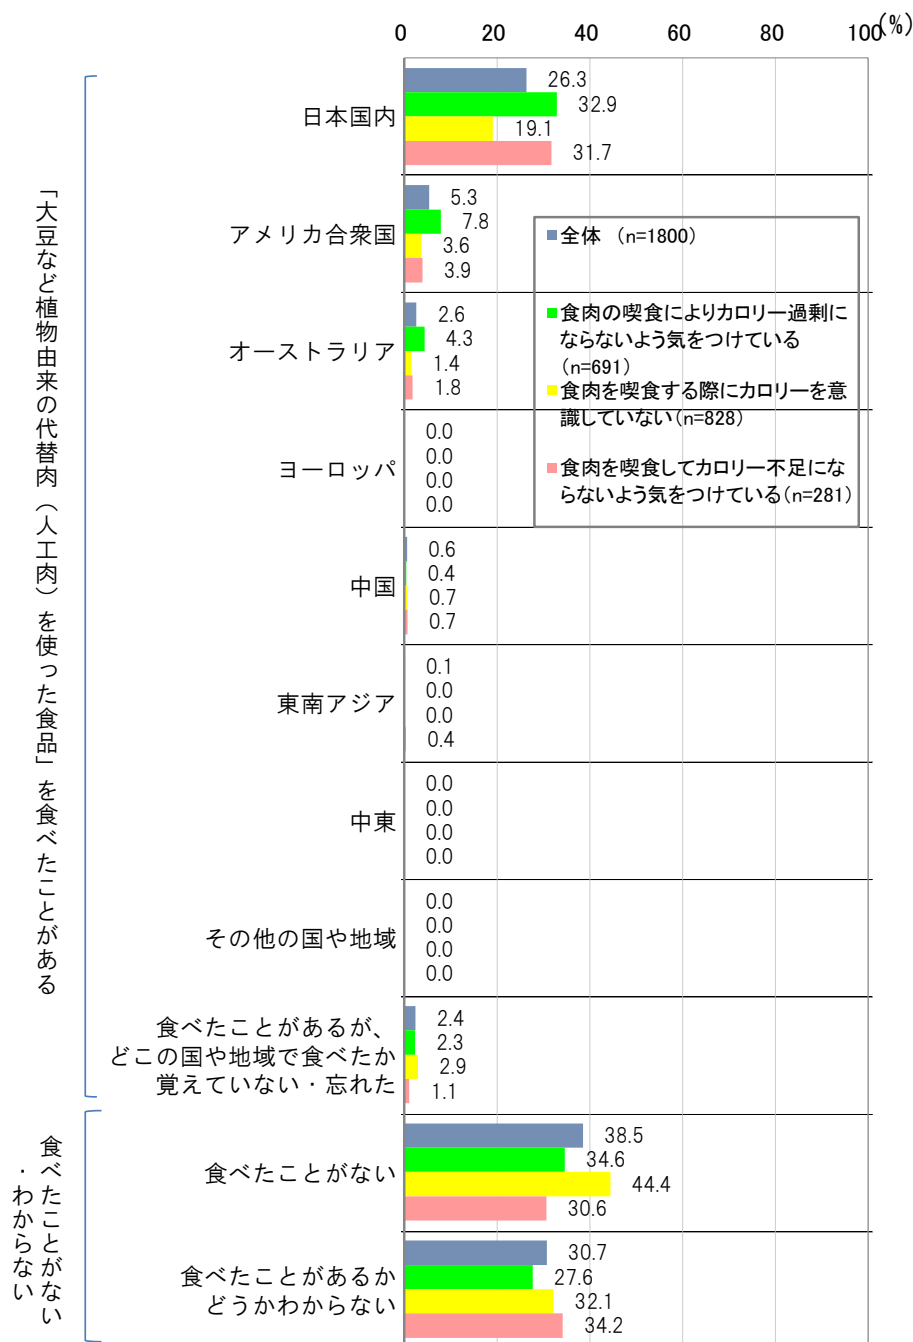 0 20 40 60 80 100 (%)
「大豆など植物由来の代替肉（人工肉）を使った食品」を食べたことがある
日本国内
26.3
32.9
19.1
31.7
アメリカ合衆国
5.3
7.8
3.6
3.9
全体 （n=1800）
食肉の喫食によりカロリー過剰に
ならないよう気をつけている
（n=691）
食肉を喫食する際にカロリーを意
識していない（n=828）
食肉を喫食してカロリー不足にな
らないよう気をつけている（n=281）
オーストラリア
2.6
4.3
1.4
1.8
ヨーロッパ
0.0
0.0
0.0
0.0
中国
0.6
0.4
0.7
0.7
東南アジア
0.1
0.0
0.0
0.4
中東
0.0
0.0
0.0
0.0
その他の国や地域
0.0
0.0
0.0
0.0
食べたことがあるが、
どこの国や地域で食べたか
覚えていない・忘れた
2.4
2.3
2.9
1.1
食べたことがない
・わからない
食べたことがない
38.5
34.6
44.4
30.6
食べたことがあるか
どうかわからない
30.7
27.6
32.1
34.2